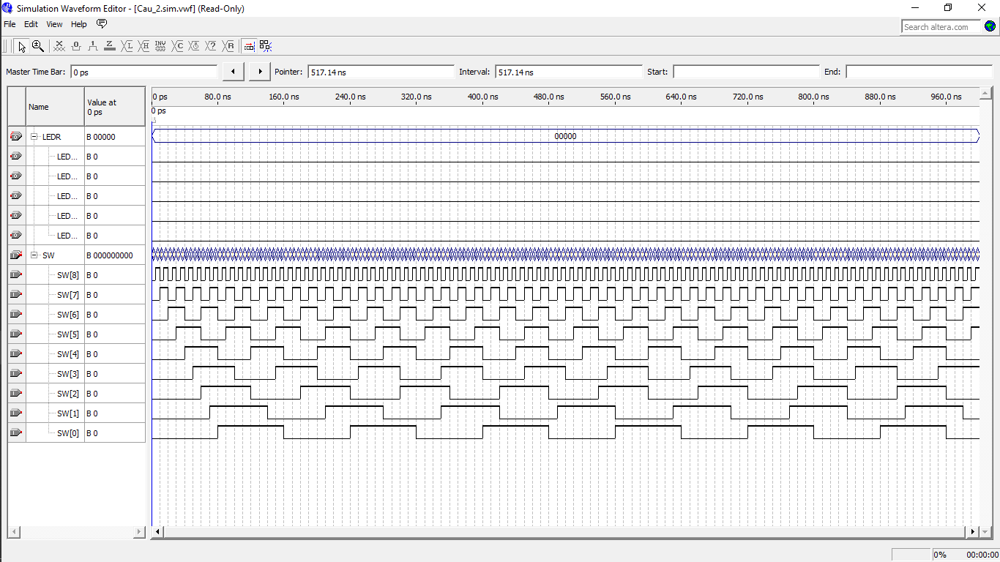 Simulation Waveform Editor - [Cau_2.sim.vwf] (Read-Only)
File Edit View Help
Search altera.com
Master Time Bar: 0 ps Pointer: 517.14 ns Interval: 517.14 ns Start: End:
Name Value at 0 ps
0 ps 80.0 ns 160.0 ns 240.0 ns 320.0 ns 400.0 ns 480.0 ns 560.0 ns 640.0 ns 720.0 ns 800.0 ns 880.0 ns 960.0 ns
0 ps
LEDR B 00000 00000
LED... B 0
LED... B 0
LED... B 0
LED... B 0
LED... B 0
SW B 000000000
SW[8] B 0
SW[7] B 0
SW[6] B 0
SW[5] B 0
SW[4] B 0
SW[3] B 0
SW[2] B 0
SW[1] B 0
SW[0] B 0
0% 00:00:00